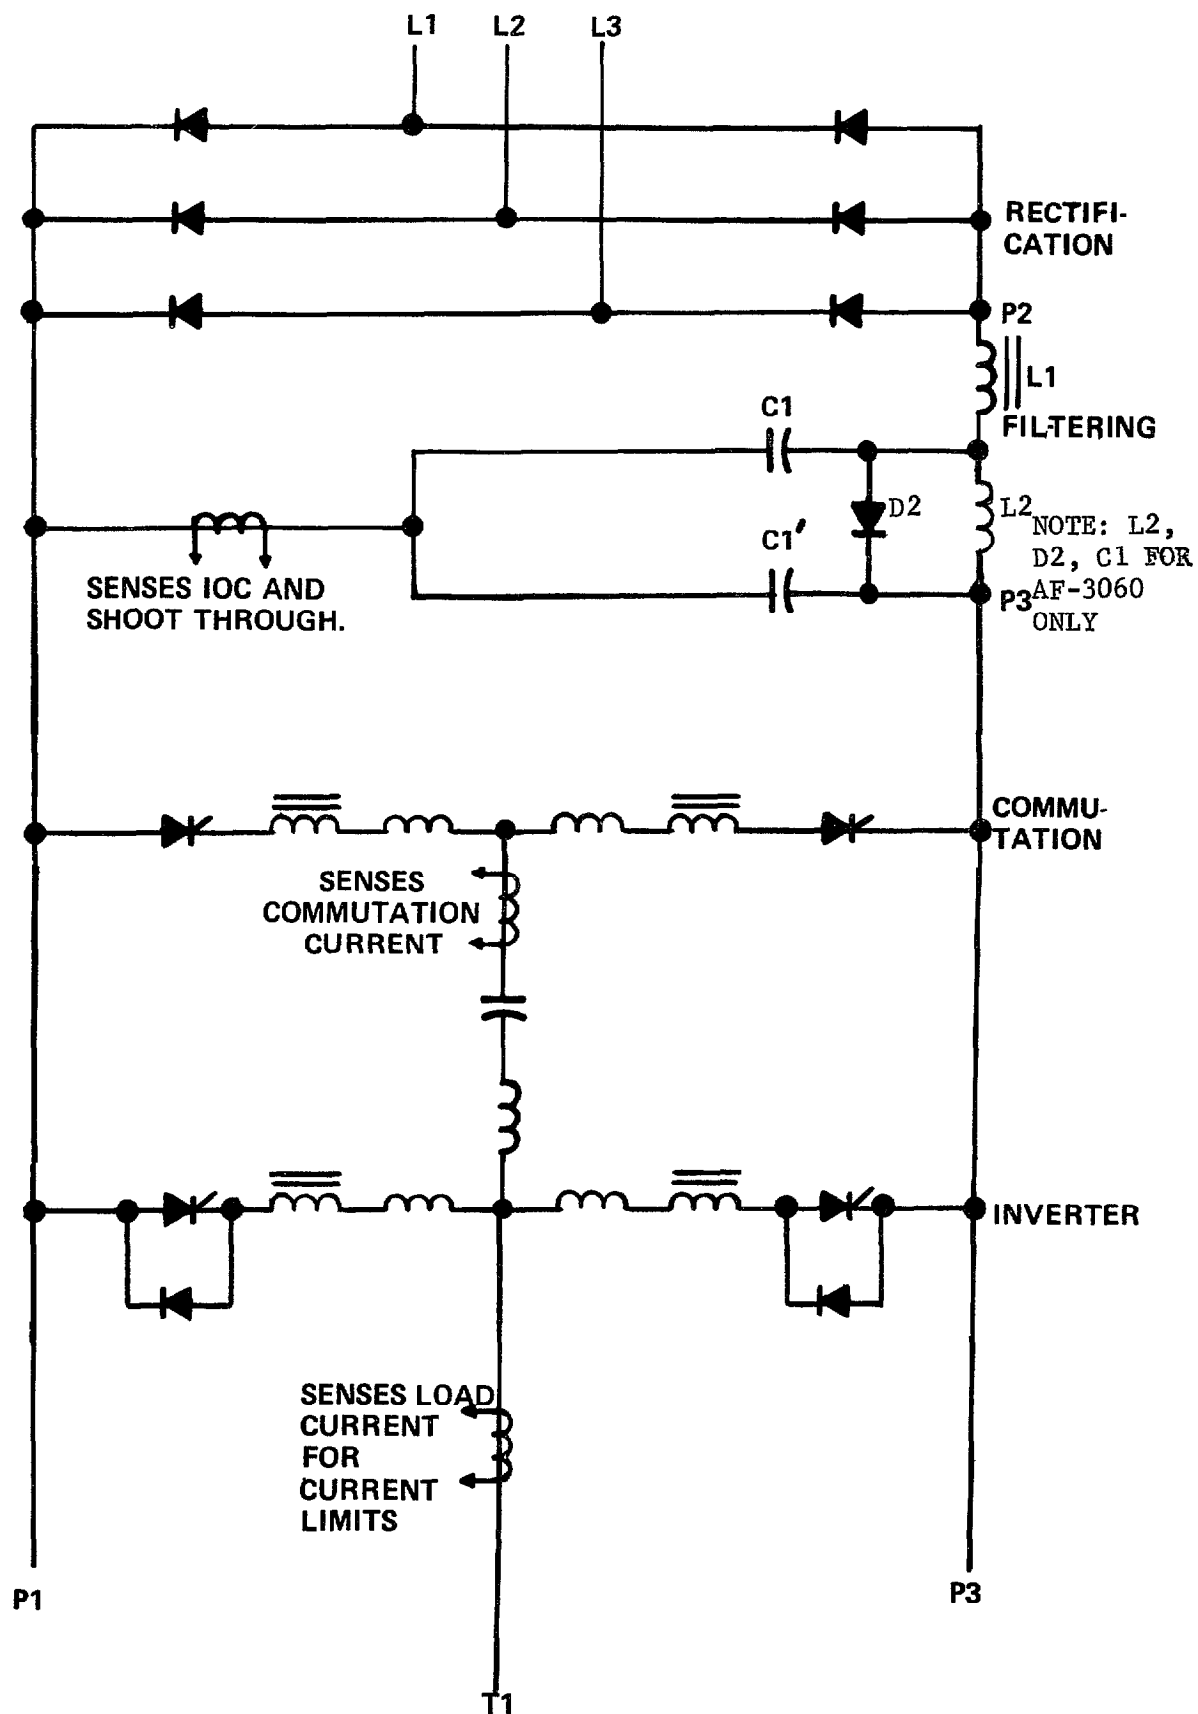 L1
L2
L3
RECTIFI-
CATION
P2
L1
FILTERING
C1
D2
L2
C1'
NOTE: L2,
D2, C1 FOR
AF-3060
ONLY
P3
SENSES IOC AND
SHOOT THROUGH.
COMMU-
TATION
SENSES
COMMUTATION
CURRENT
INVERTER
SENSES LOAD
CURRENT
FOR
CURRENT
LIMITS
P1
P3
T1